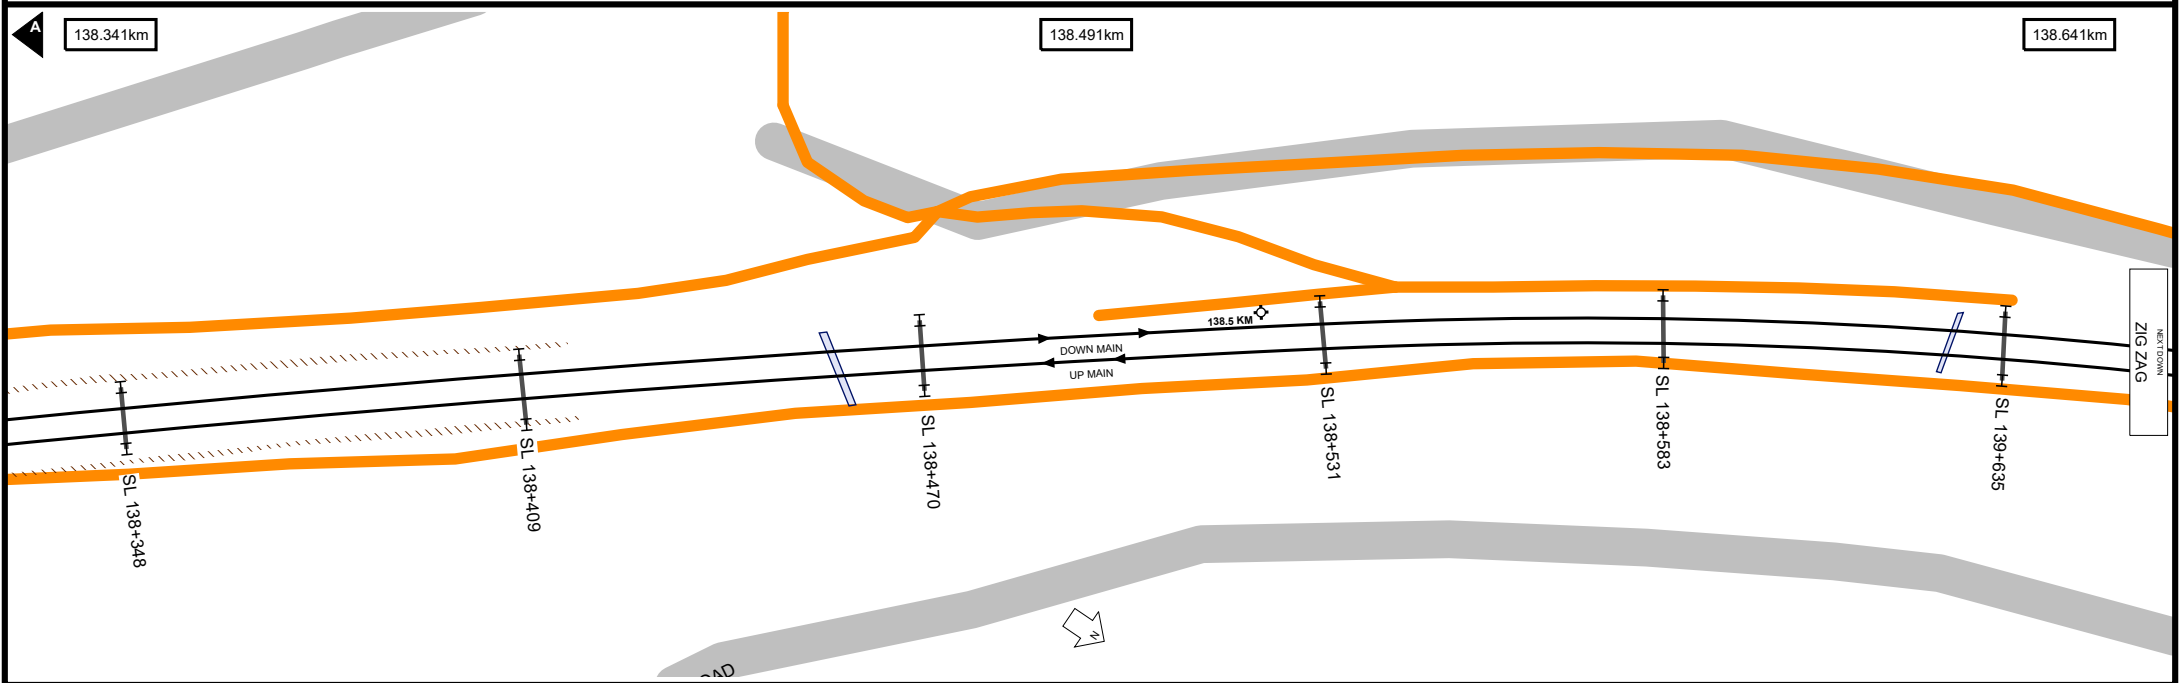 A
138.341km
138.491km
138.641km
138.5 KM
DOWN MAIN
UP MAIN
SL 138+348
SL 138+409
SL 138+470
SL 138+531
SL 138+583
SL 139+635
NEXT DOWN
ZIG ZAG
N
OAD